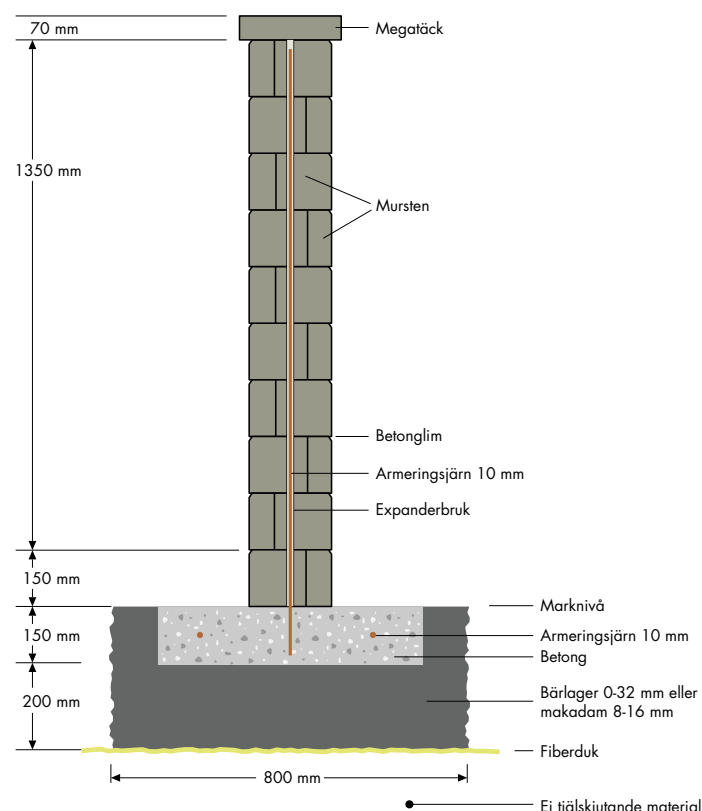 70 mm
Megatäck
1350 mm
Mursten
Betonglim
Armeringsjärn 10 mm
Expanderbruk
150 mm
Marknivå
150 mm
Armeringsjärn 10 mm
Betong
200 mm
Bärlager 0-32 mm eller
makadam 8-16 mm
Fiberduk
800 mm
Ej tjälskjutande material